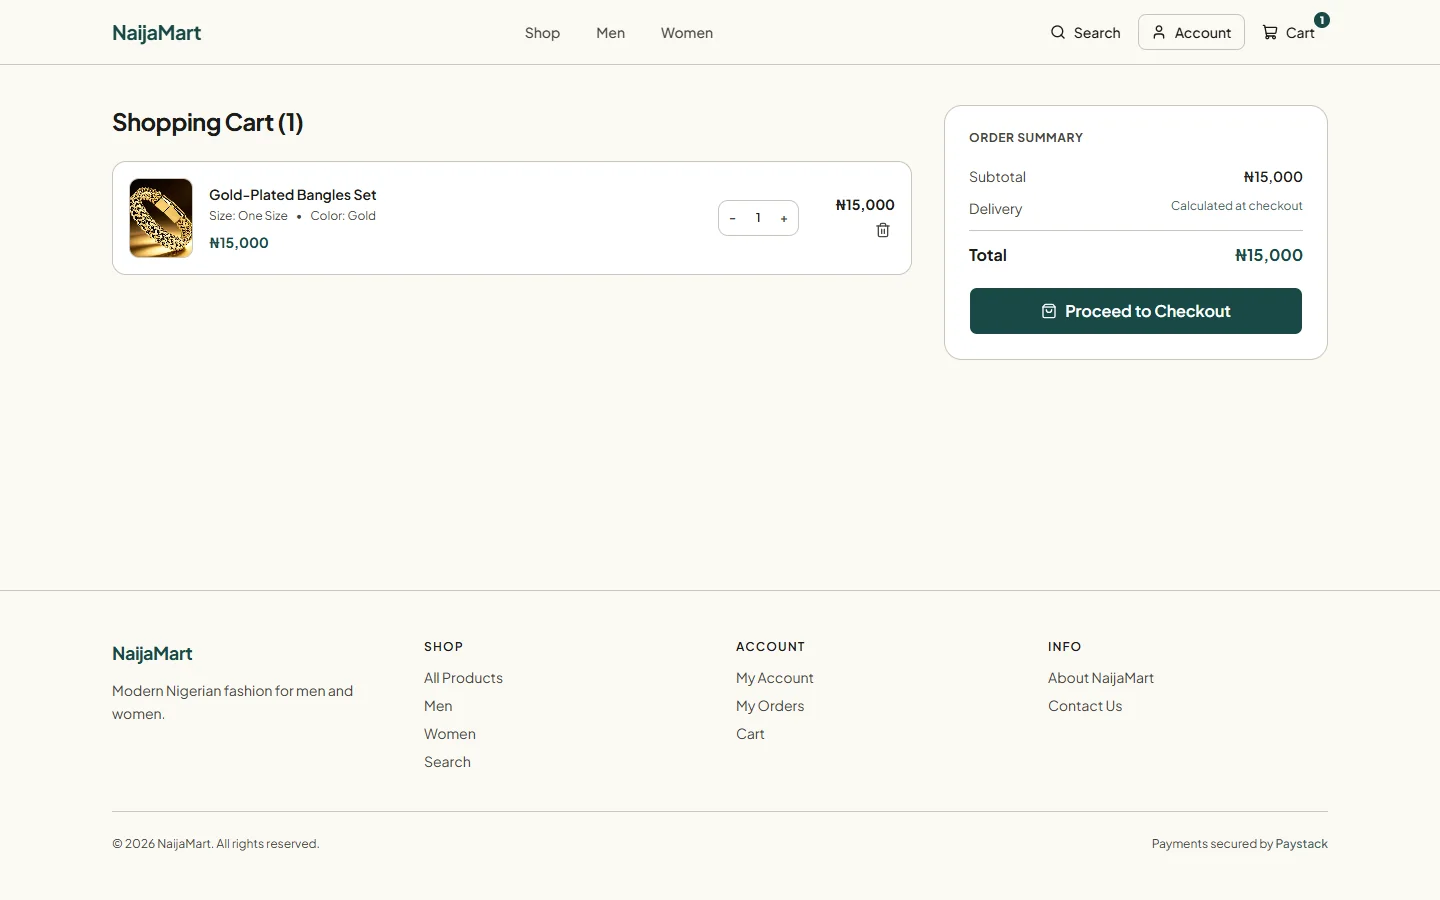 NaijaMart
Shop
Men
Women
Search
Account
Cart
1
Shopping Cart (1)
Gold-Plated Bangles Set
Size: One Size • Color: Gold
₦15,000
- 1 +
₦15,000
ORDER SUMMARY
Subtotal ₦15,000
Delivery Calculated at checkout
Total ₦15,000
Proceed to Checkout
NaijaMart
Modern Nigerian fashion for men and
women.
SHOP
All Products
Men
Women
Search
ACCOUNT
My Account
My Orders
Cart
INFO
About NaijaMart
Contact Us
© 2026 NaijaMart. All rights reserved.
Payments secured by Paystack